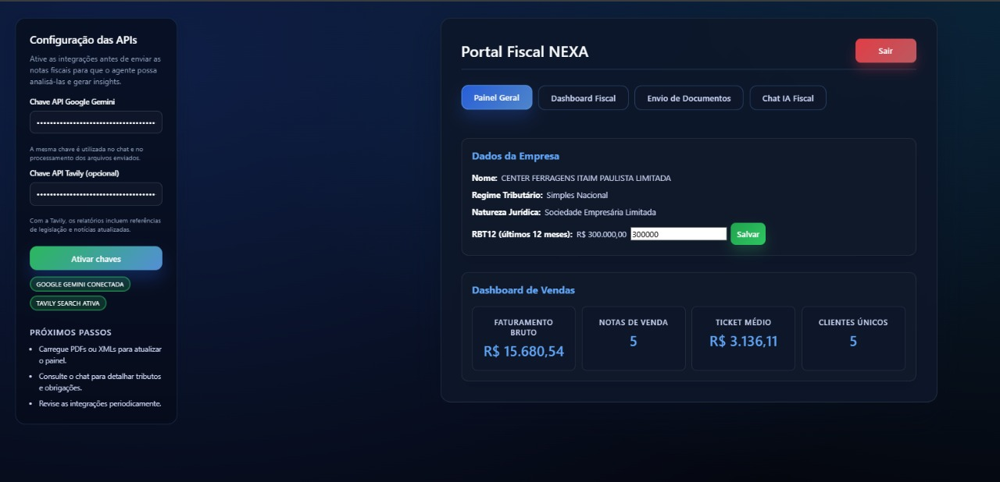 Configuração das APIs
Ative as integrações antes de enviar as
notas fiscais para que o agente possa
analisá-las e gerar insights.
Chave API Google Gemini
••••••••••••••••••••••••••••••••••••••
A mesma chave é utilizada no chat e no
processamento dos arquivos enviados.
Chave API Tavily (opcional)
••••••••••••••••••••••••••••••••••••••
Com a Tavily, os relatórios incluem referências
de legislação e notícias atualizadas.
Ativar chaves
GOOGLE GEMINI CONECTADA
TAVILY SEARCH ATIVA
PRÓXIMOS PASSOS
• Carregue PDFs ou XMLs para atualizar
o painel.
• Consulte o chat para detalhar tributos
e obrigações.
• Revise as integrações periodicamente.
Portal Fiscal NEXA
Sair
Painel Geral
Dashboard Fiscal
Envio de Documentos
Chat IA Fiscal
Dados da Empresa
Nome: CENTER FERRAGENS ITAIM PAULISTA LIMITADA
Regime Tributário: Simples Nacional
Natureza Jurídica: Sociedade Empresária Limitada
RBT12 (últimos 12 meses): R$ 300.000,00 300000 Salvar
Dashboard de Vendas
FATURAMENTO
BRUTO
R$ 15.680,54
NOTAS DE VENDA
5
TICKET MÉDIO
R$ 3.136,11
CLIENTES ÚNICOS
5